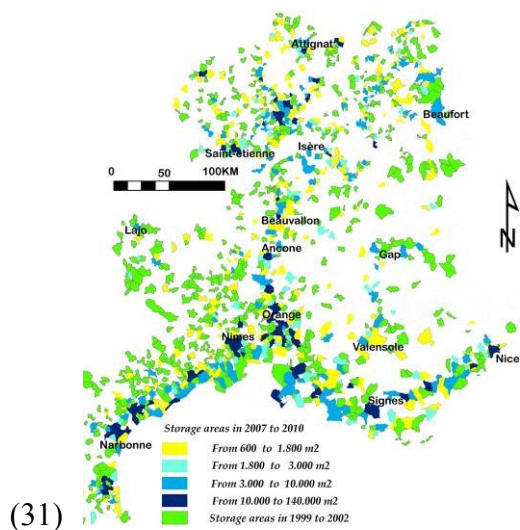 Attignat
Beaufort
Saint-etienne
Isère
0 50 100KM
Beauvallon
Lajo
Ancone
Gap
N
Orange
Nimes
Valensole
Nice
Signes
Narbonne
Storage areas in 2007 to 2010
From 600 to 1.800 m2
From 1.800 to 3.000 m2
From 3.000 to 10.000 m2
From 10.000 to 140.000 m2
Storage areas in 1999 to 2002
(31)